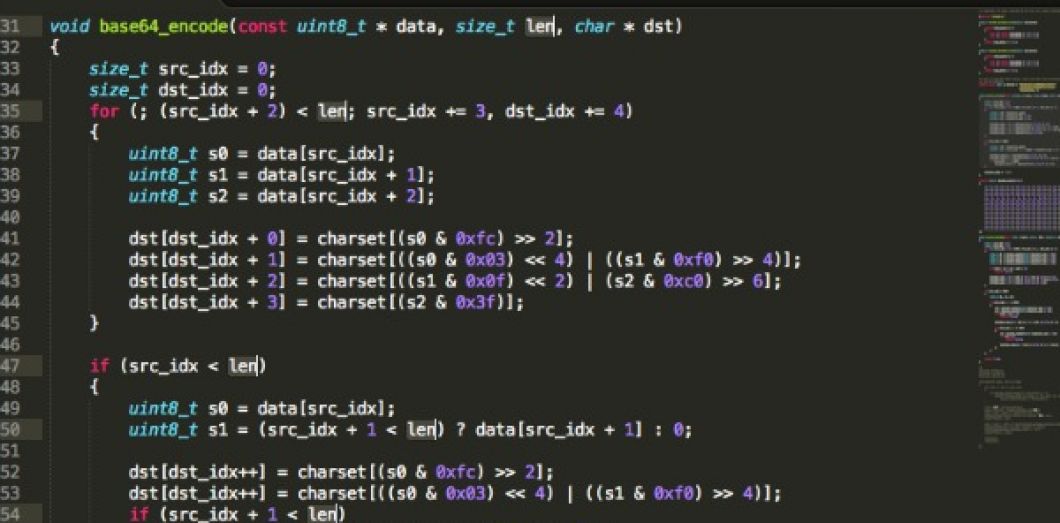 31 void base64_encode(const uint8_t * data, size_t len, char * dst)
32 {
33     size_t src_idx = 0;
34     size_t dst_idx = 0;
35     for (; (src_idx + 2) < len; src_idx += 3, dst_idx += 4)
36     {
37         uint8_t s0 = data[src_idx];
38         uint8_t s1 = data[src_idx + 1];
39         uint8_t s2 = data[src_idx + 2];
40
41         dst[dst_idx + 0] = charset[(s0 & 0xfc) >> 2];
42         dst[dst_idx + 1] = charset[((s0 & 0x03) << 4) | ((s1 & 0xf0) >> 4)];
43         dst[dst_idx + 2] = charset[((s1 & 0x0f) << 2) | (s2 & 0xc0) >> 6];
44         dst[dst_idx + 3] = charset[(s2 & 0x3f)];
45     }
46
47     if (src_idx < len)
48     {
49         uint8_t s0 = data[src_idx];
50         uint8_t s1 = (src_idx + 1 < len) ? data[src_idx + 1] : 0;
51
52         dst[dst_idx++] = charset[(s0 & 0xfc) >> 2];
53         dst[dst_idx++] = charset[((s0 & 0x03) << 4) | ((s1 & 0xf0) >> 4)];
54         if (src_idx + 1 < len)